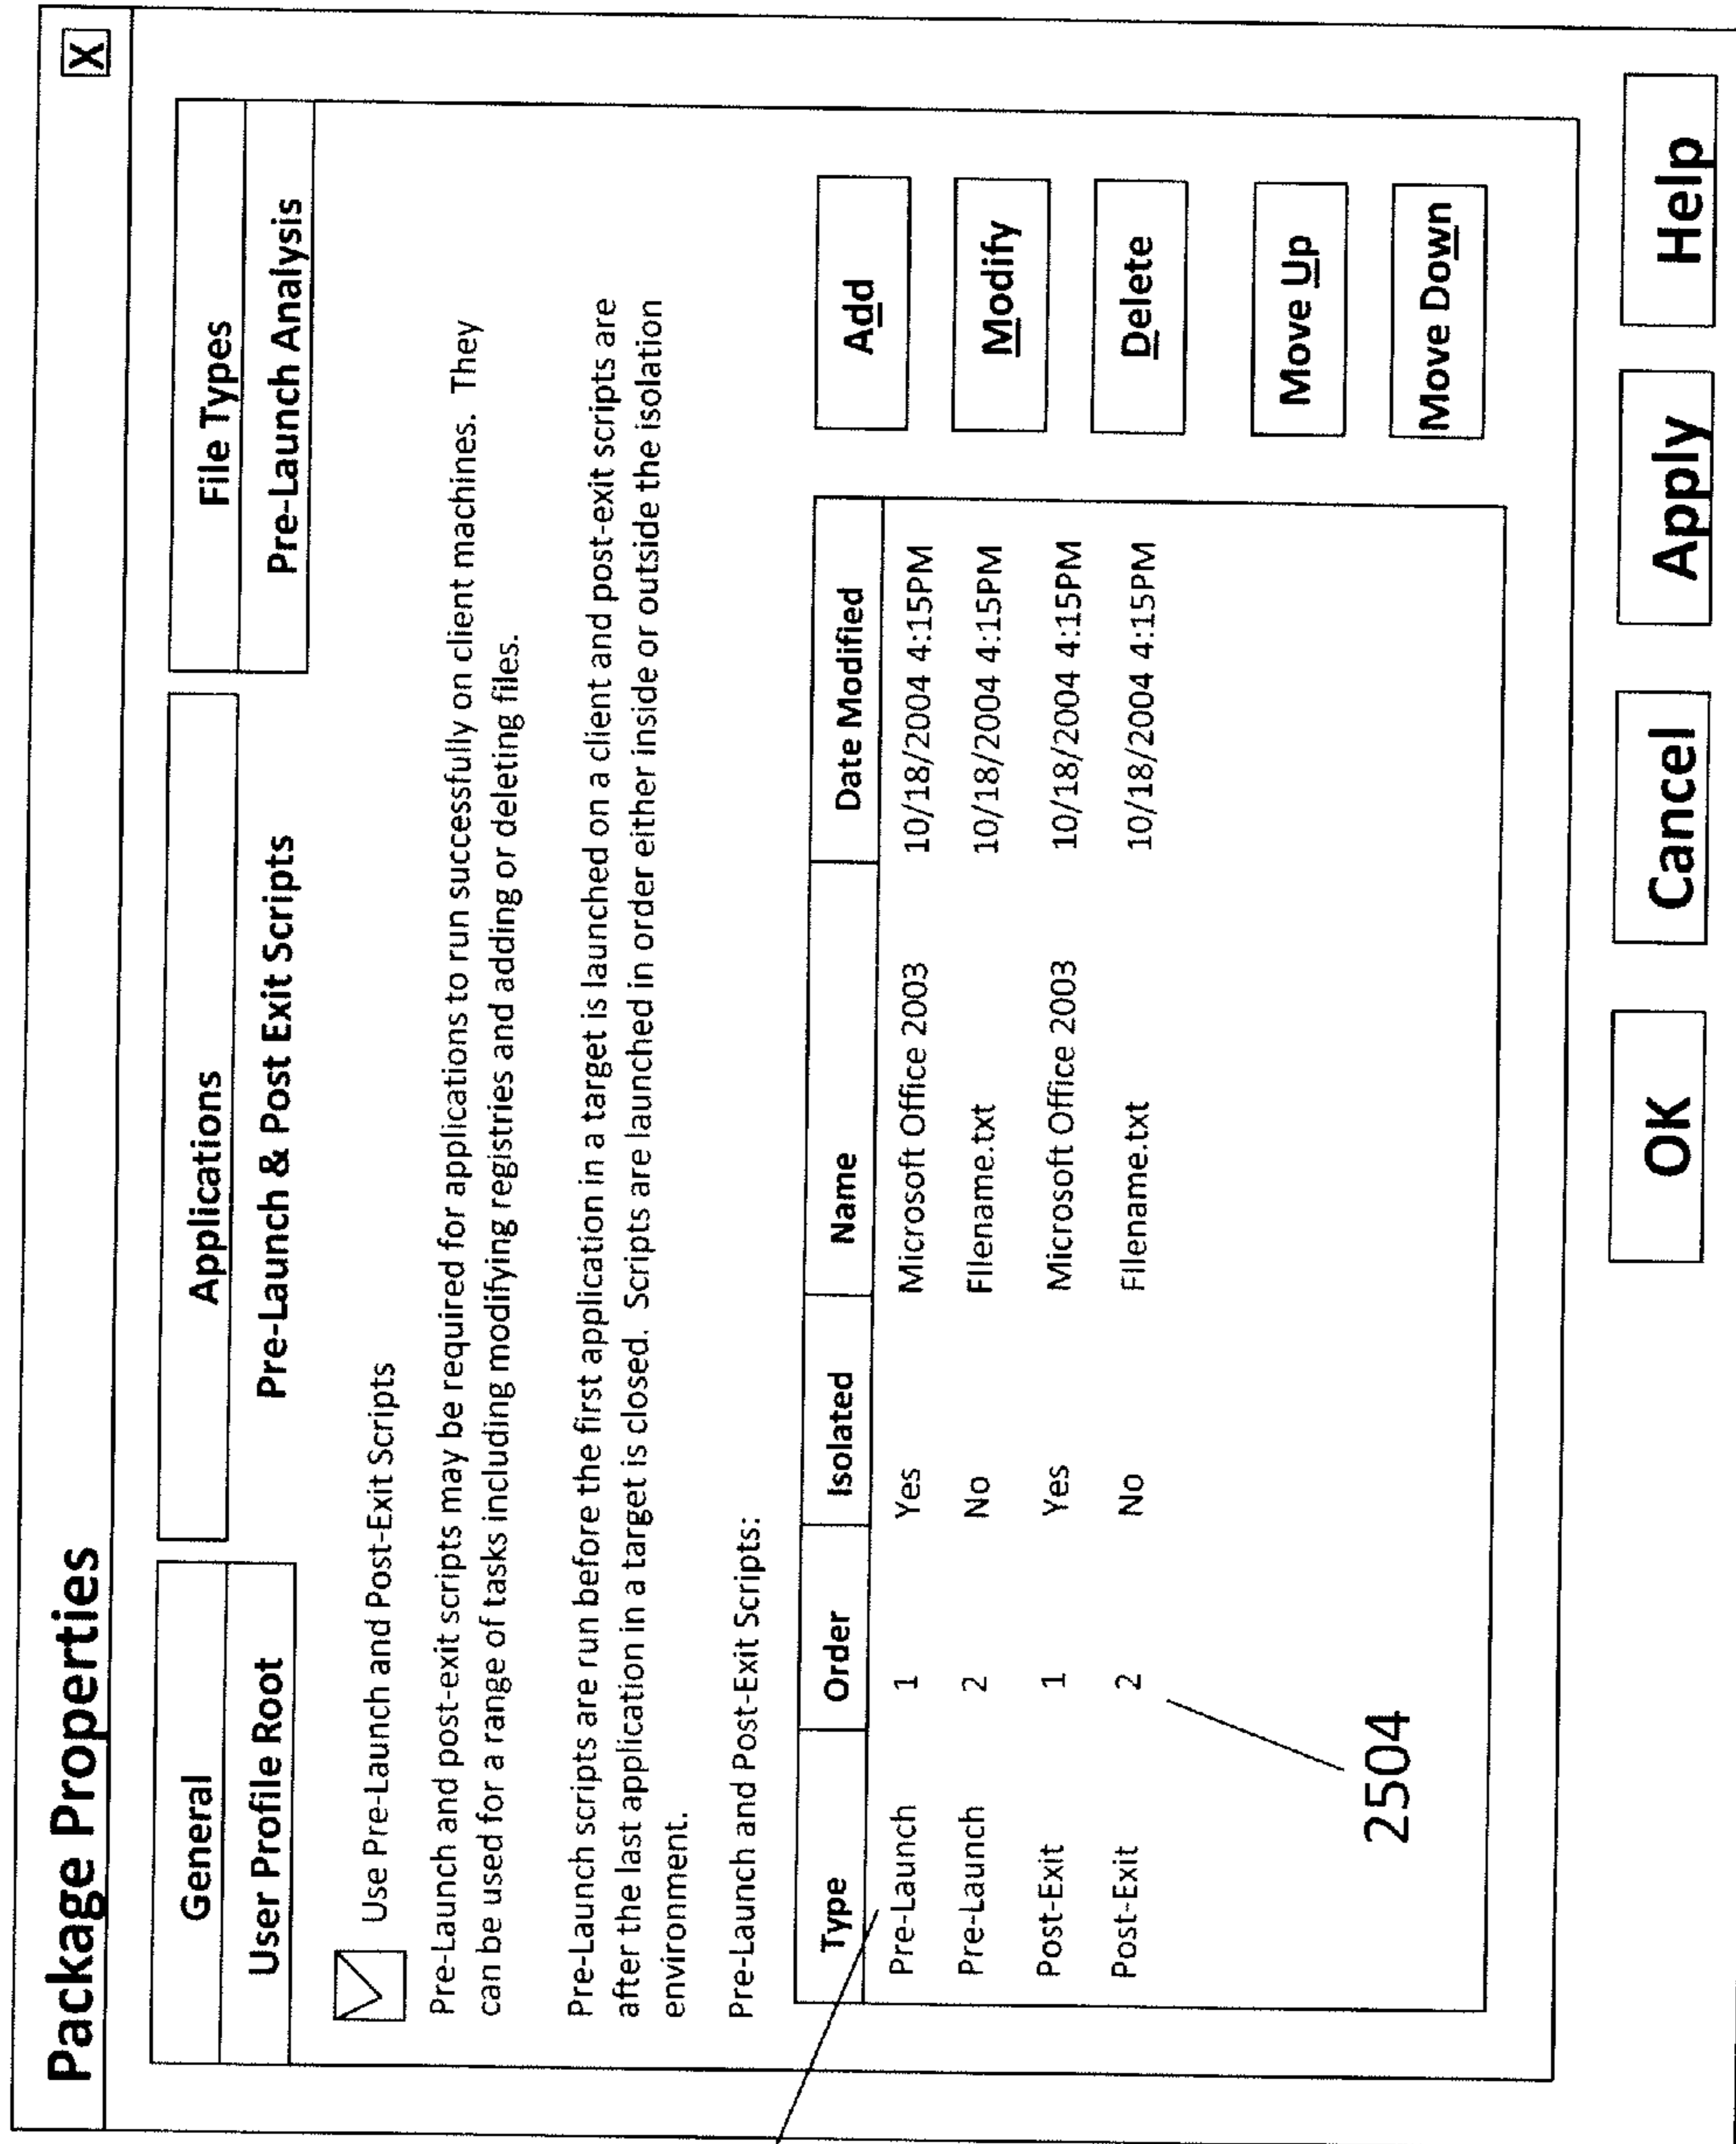 Package Properties
X
General
Applications
File Types
User Profile Root
Pre-Launch & Post Exit Scripts
Pre-Launch Analysis
Use Pre-Launch and Post-Exit Scripts
Pre-Launch and post-exit scripts may be required for applications to run successfully on client machines. They
can be used for a range of tasks including modifying registries and adding or deleting files.
Pre-Launch scripts are run before the first application in a target is launched on a client and post-exit scripts are
after the last application in a target is closed. Scripts are launched in order either inside or outside the isolation
environment.
Pre-Launch and Post-Exit Scripts:
Type Order Isolated Name Date Modified
Pre-Launch 1 Yes Microsoft Office 2003 10/18/2004 4:15PM
Pre-Launch 2 No Filename.txt 10/18/2004 4:15PM
Post-Exit 1 Yes Microsoft Office 2003 10/18/2004 4:15PM
Post-Exit 2 No Filename.txt 10/18/2004 4:15PM
2504
Add
Modify
Delete
Move Up
Move Down
OK
Cancel
Apply
Help